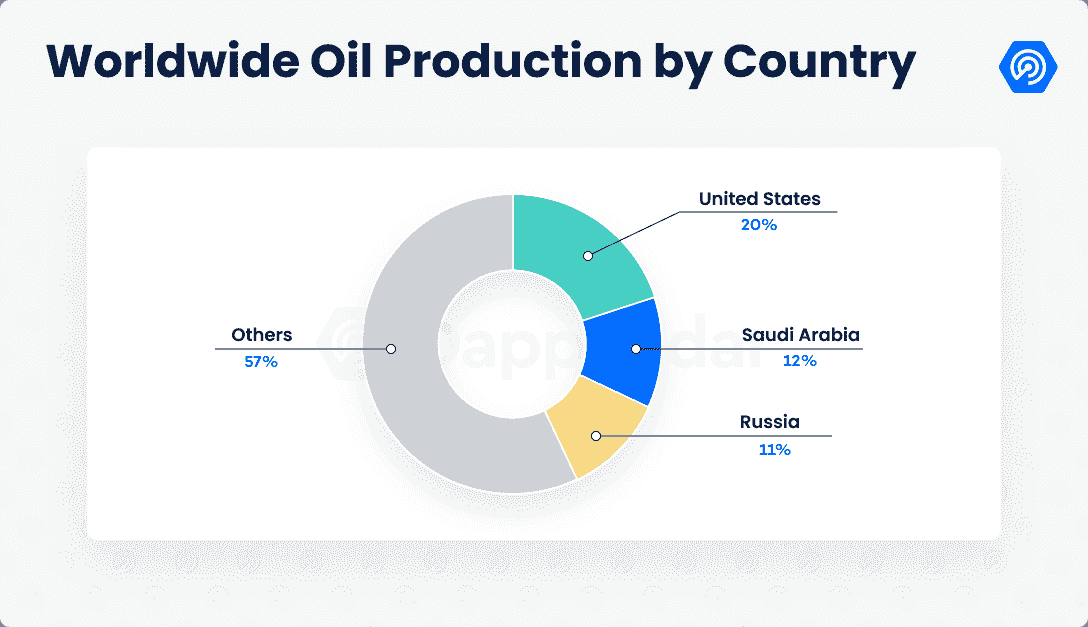 Worldwide Oil Production by Country
United States
20%
Others
57%
Saudi Arabia
12%
Russia
11%